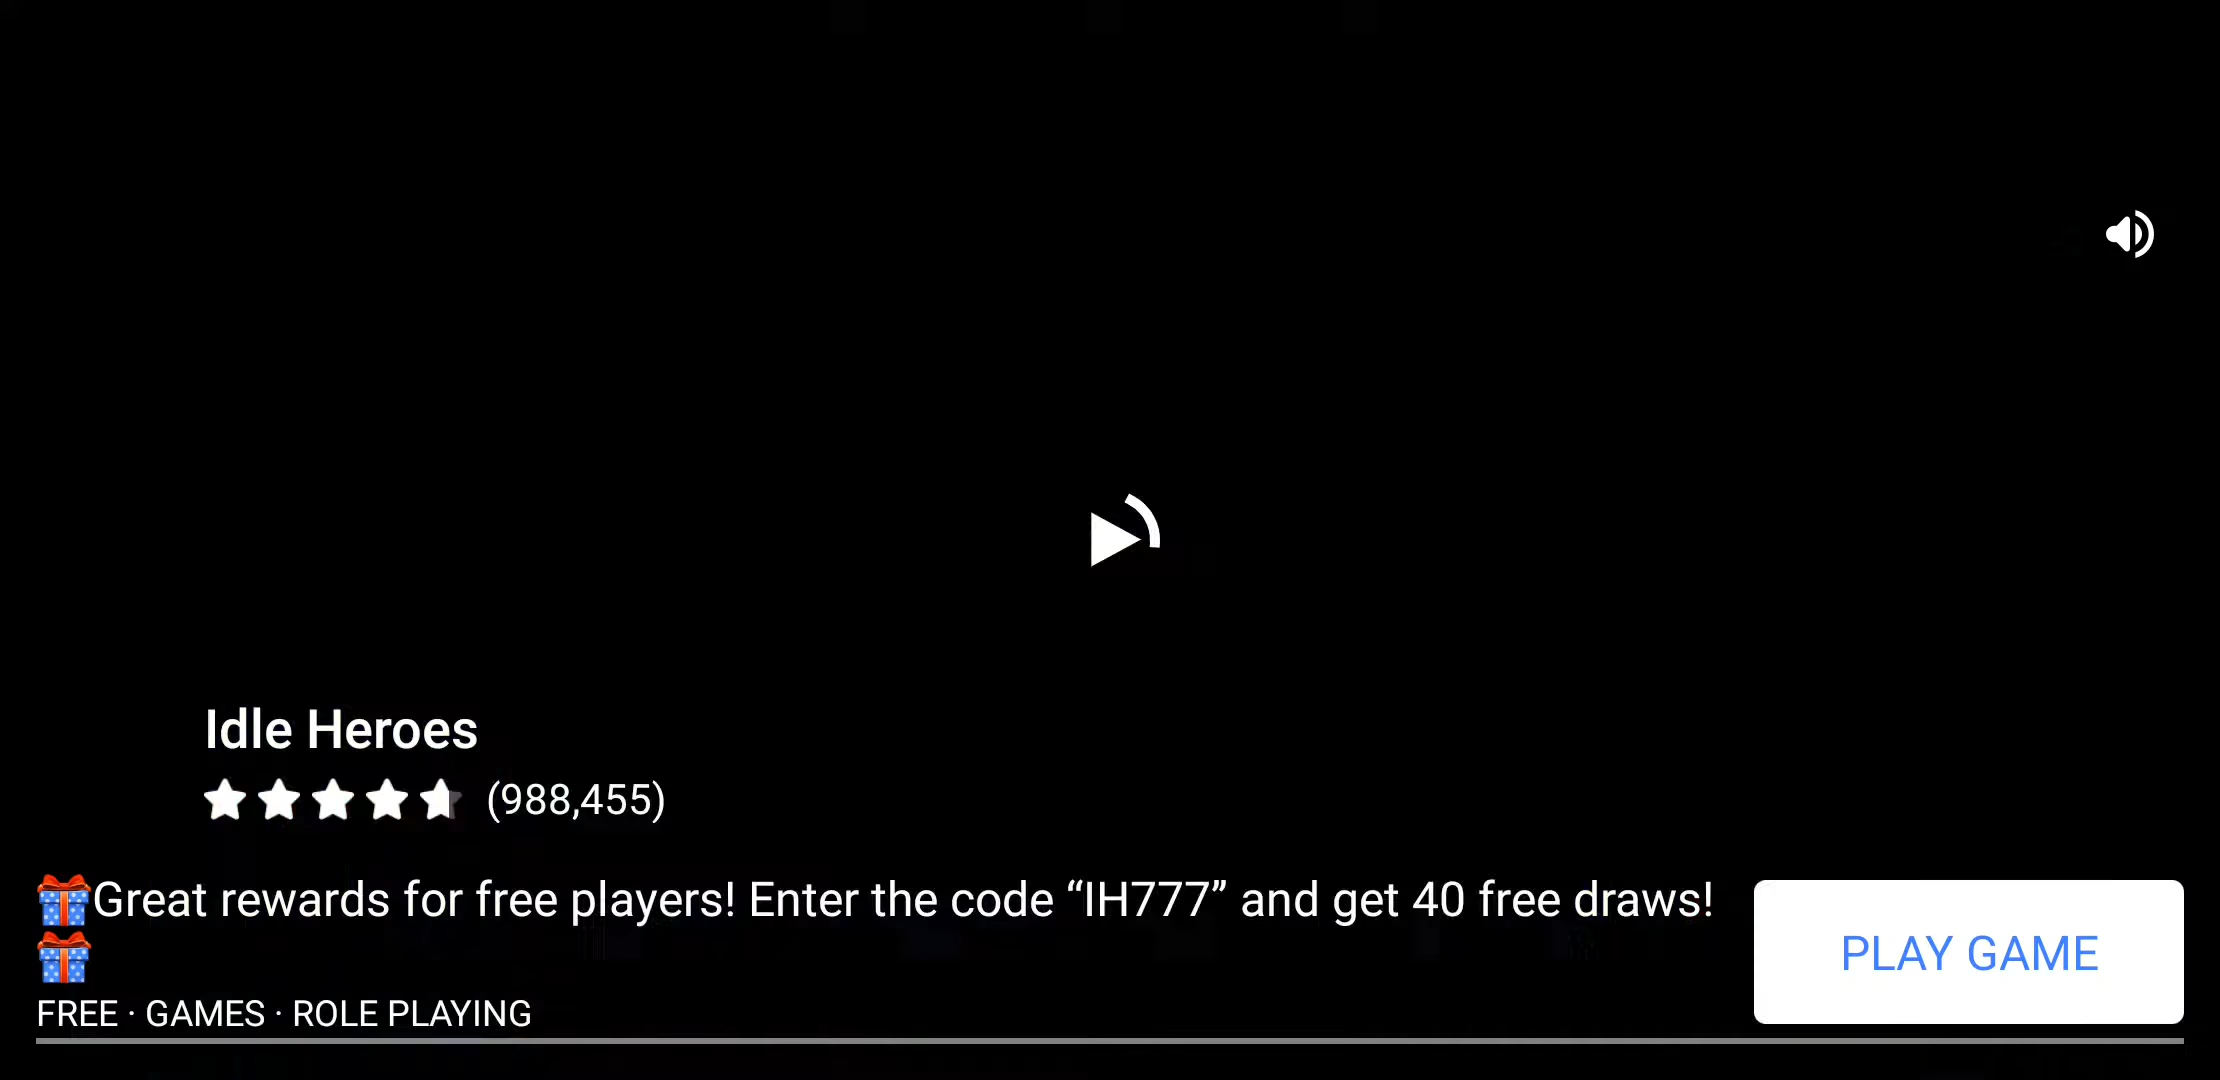 Idle Heroes
(988,455)
🎁Great rewards for free players! Enter the code “IH777” and get 40 free draws!
🎁
PLAY GAME
FREE · GAMES · ROLE PLAYING